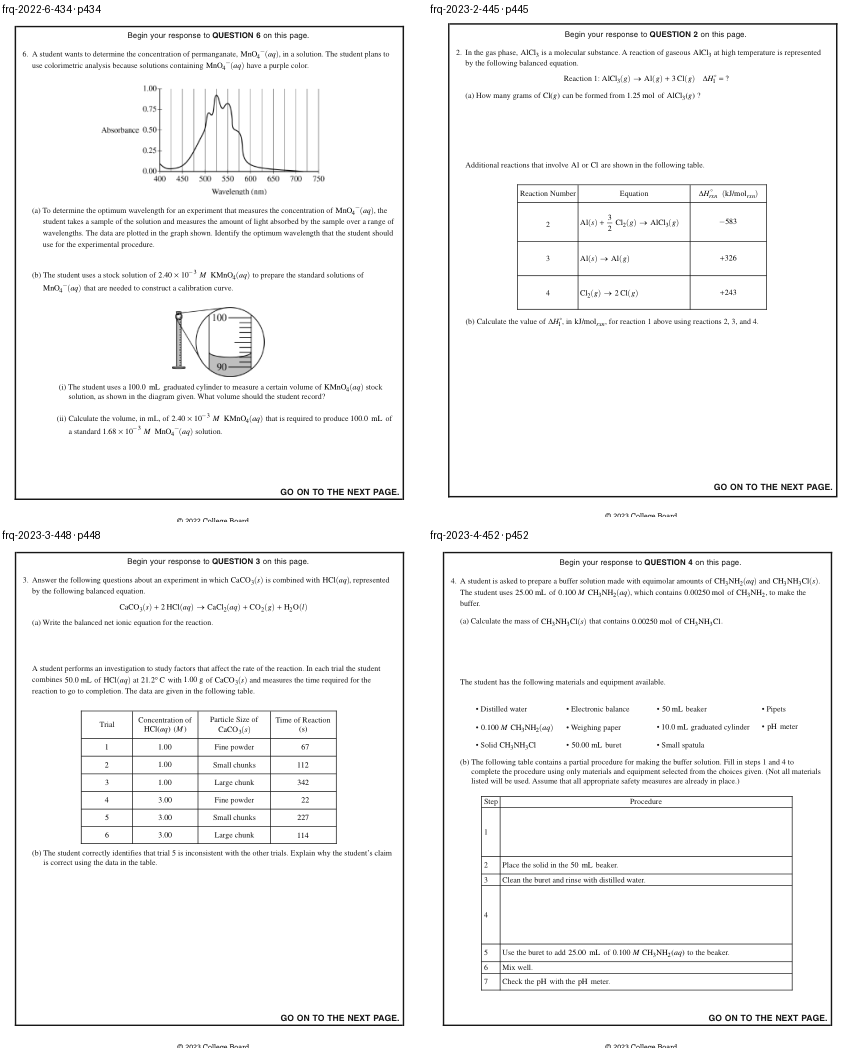 frq-2022-6-434 · p434
Begin your response to QUESTION 6 on this page.
6. A student wants to determine the concentration of permanganate, MnO₄⁻(aq), in a solution. The student plans to
use colorimetric analysis because solutions containing MnO₄⁻(aq) have a purple color.
1.00
0.75
Absorbance 0.50
0.25
0.00
400 450 500 550 600 650 700 750
Wavelength (nm)
(a) To determine the optimum wavelength for an experiment that measures the concentration of MnO₄⁻(aq), the
student takes a sample of the solution and measures the amount of light absorbed by the sample over a range of
wavelengths. The data are plotted in the graph shown. Identify the optimum wavelength that the student should
use for the experimental procedure.
(b) The student uses a stock solution of 2.40 × 10⁻³ M KMnO₄(aq) to prepare the standard solutions of
MnO₄⁻(aq) that are needed to construct a calibration curve.
100
90
(i) The student uses a 100.0 mL graduated cylinder to measure a certain volume of KMnO₄(aq) stock
solution, as shown in the diagram given. What volume should the student record?
(ii) Calculate the volume, in mL, of 2.40 × 10⁻³ M KMnO₄(aq) that is required to produce 100.0 mL of
a standard 1.68 × 10⁻³ M MnO₄⁻(aq) solution.
GO ON TO THE NEXT PAGE.
© 2022 College Board
frq-2023-2-445 · p445
Begin your response to QUESTION 2 on this page.
2. In the gas phase, AlCl₃ is a molecular substance. A reaction of gaseous AlCl₃ at high temperature is represented
by the following balanced equation.
Reaction 1: AlCl₃(g) → Al(g) + 3 Cl(g) ΔH₁° = ?
(a) How many grams of Cl(g) can be formed from 1.25 mol of AlCl₃(g) ?
Additional reactions that involve Al or Cl are shown in the following table.
Reaction Number Equation ΔH°rxn (kJ/molrxn)
2 Al(s) + 3/2 Cl₂(g) → AlCl₃(g) −583
3 Al(s) → Al(g) +326
4 Cl₂(g) → 2 Cl(g) +243
(b) Calculate the value of ΔH₁°, in kJ/molrxn, for reaction 1 above using reactions 2, 3, and 4.
GO ON TO THE NEXT PAGE.
© 2023 College Board
frq-2023-3-448 · p448
Begin your response to QUESTION 3 on this page.
3. Answer the following questions about an experiment in which CaCO₃(s) is combined with HCl(aq), represented
by the following balanced equation.
CaCO₃(s) + 2 HCl(aq) → CaCl₂(aq) + CO₂(g) + H₂O(l)
(a) Write the balanced net ionic equation for the reaction.
A student performs an investigation to study factors that affect the rate of the reaction. In each trial the student
combines 50.0 mL of HCl(aq) at 21.2° C with 1.00 g of CaCO₃(s) and measures the time required for the
reaction to go to completion. The data are given in the following table.
Trial Concentration of HCl(aq) (M) Particle Size of CaCO₃(s) Time of Reaction (s)
1 1.00 Fine powder 67
2 1.00 Small chunks 112
3 1.00 Large chunk 342
4 3.00 Fine powder 22
5 3.00 Small chunks 227
6 3.00 Large chunk 114
(b) The student correctly identifies that trial 5 is inconsistent with the other trials. Explain why the student's claim
is correct using the data in the table.
GO ON TO THE NEXT PAGE.
© 2023 College Board
frq-2023-4-452 · p452
Begin your response to QUESTION 4 on this page.
4. A student is asked to prepare a buffer solution made with equimolar amounts of CH₃NH₂(aq) and CH₃NH₃Cl(s).
The student uses 25.00 mL of 0.100 M CH₃NH₂(aq), which contains 0.00250 mol of CH₃NH₂, to make the
buffer.
(a) Calculate the mass of CH₃NH₃Cl(s) that contains 0.00250 mol of CH₃NH₃Cl.
The student has the following materials and equipment available.
• Distilled water • Electronic balance • 50 mL beaker • Pipets
• 0.100 M CH₃NH₂(aq) • Weighing paper • 10.0 mL graduated cylinder • pH meter
• Solid CH₃NH₃Cl • 50.00 mL buret • Small spatula
(b) The following table contains a partial procedure for making the buffer solution. Fill in steps 1 and 4 to
complete the procedure using only materials and equipment selected from the choices given. (Not all materials
listed will be used. Assume that all appropriate safety measures are already in place.)
Step Procedure
1
2 Place the solid in the 50 mL beaker.
3 Clean the buret and rinse with distilled water.
4
5 Use the buret to add 25.00 mL of 0.100 M CH₃NH₂(aq) to the beaker.
6 Mix well.
7 Check the pH with the pH meter.
GO ON TO THE NEXT PAGE.
© 2023 College Board